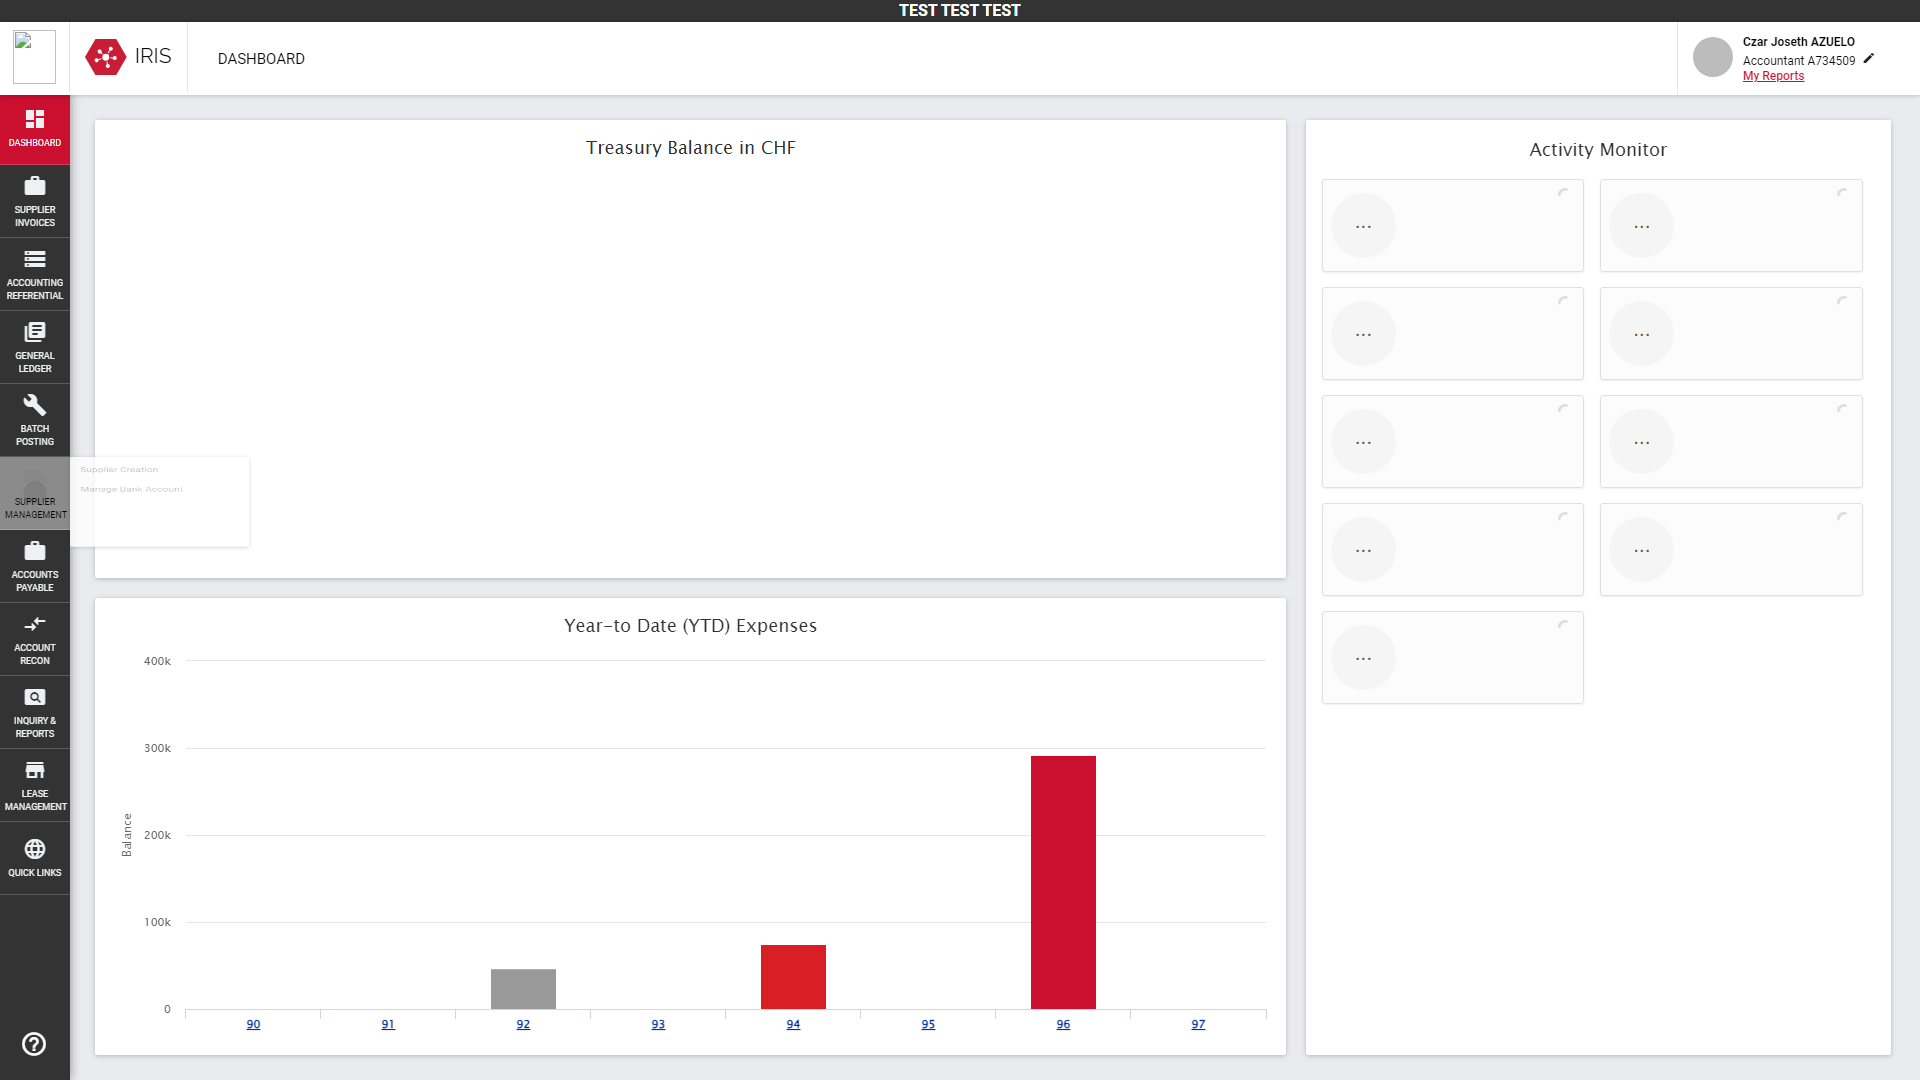 TEST TEST TEST
IRIS
DASHBOARD
Czar Joseth AZUELO
Accountant A734509
My Reports
DASHBOARD
SUPPLIER
INVOICES
ACCOUNTING
REFERENTIAL
GENERAL
LEDGER
BATCH
POSTING
SUPPLIER
MANAGEMENT
Supplier Creation
Manage Bank Account
ACCOUNTS
PAYABLE
ACCOUNT
RECON
INQUIRY &
REPORTS
LEASE
MANAGEMENT
QUICK LINKS
Treasury Balance in CHF
Year-to Date (YTD) Expenses
400k
300k
200k
100k
0
Balance
90 91 92 93 94 95 96 97
Activity Monitor
... ...
... ...
... ...
... ...
...